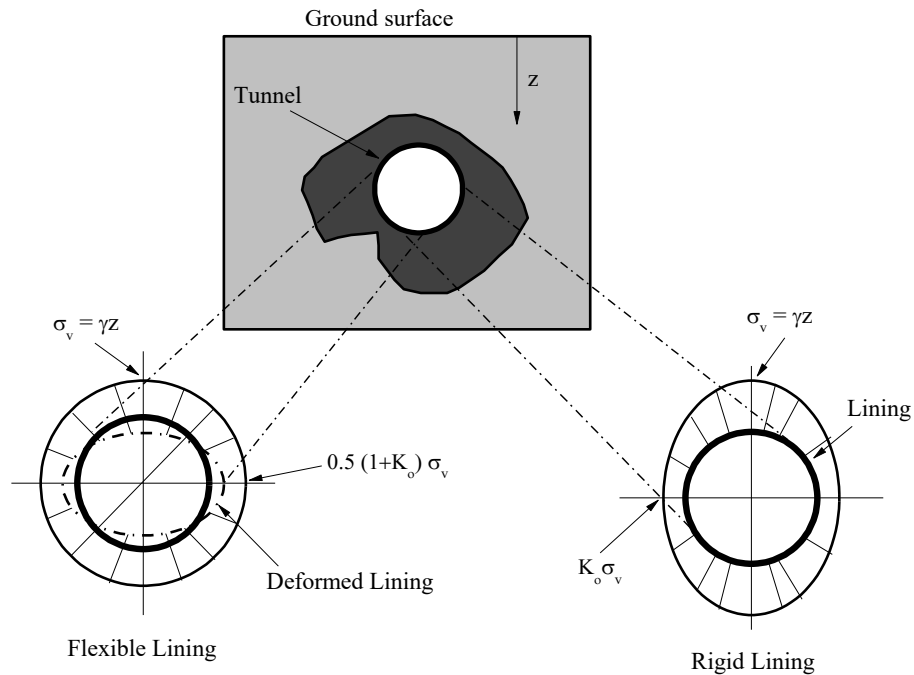 Ground surface
z
Tunnel
σv = γz
σv = γz
Lining
0.5 (1+Ko) σv
Koσv
Deformed Lining
Flexible Lining
Rigid Lining